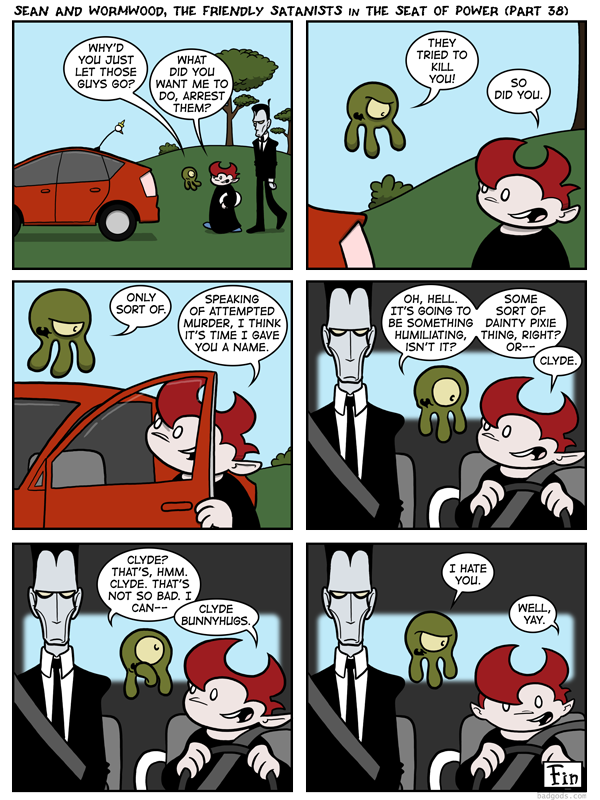 SEAN AND WORMWOOD, THE FRIENDLY SATANISTS IN THE SEAT OF POWER (PART 38)
WHY'D
YOU JUST
LET THOSE
GUYS GO?
WHAT
DID YOU
WANT ME TO
DO, ARREST
THEM?
THEY
TRIED TO
KILL
YOU!
SO
DID YOU.
ONLY
SORT OF.
SPEAKING
OF ATTEMPTED
MURDER, I THINK
IT'S TIME I GAVE
YOU A NAME.
OH, HELL.
IT'S GOING TO
BE SOMETHING
HUMILIATING,
ISN'T IT?
SOME
SORT OF
DAINTY PIXIE
THING, RIGHT?
OR--
CLYDE.
CLYDE?
THAT'S, HMM.
CLYDE. THAT'S
NOT SO BAD. I
CAN--
CLYDE
BUNNYHUGS.
I HATE
YOU.
WELL,
YAY.
Fin
badgods.com